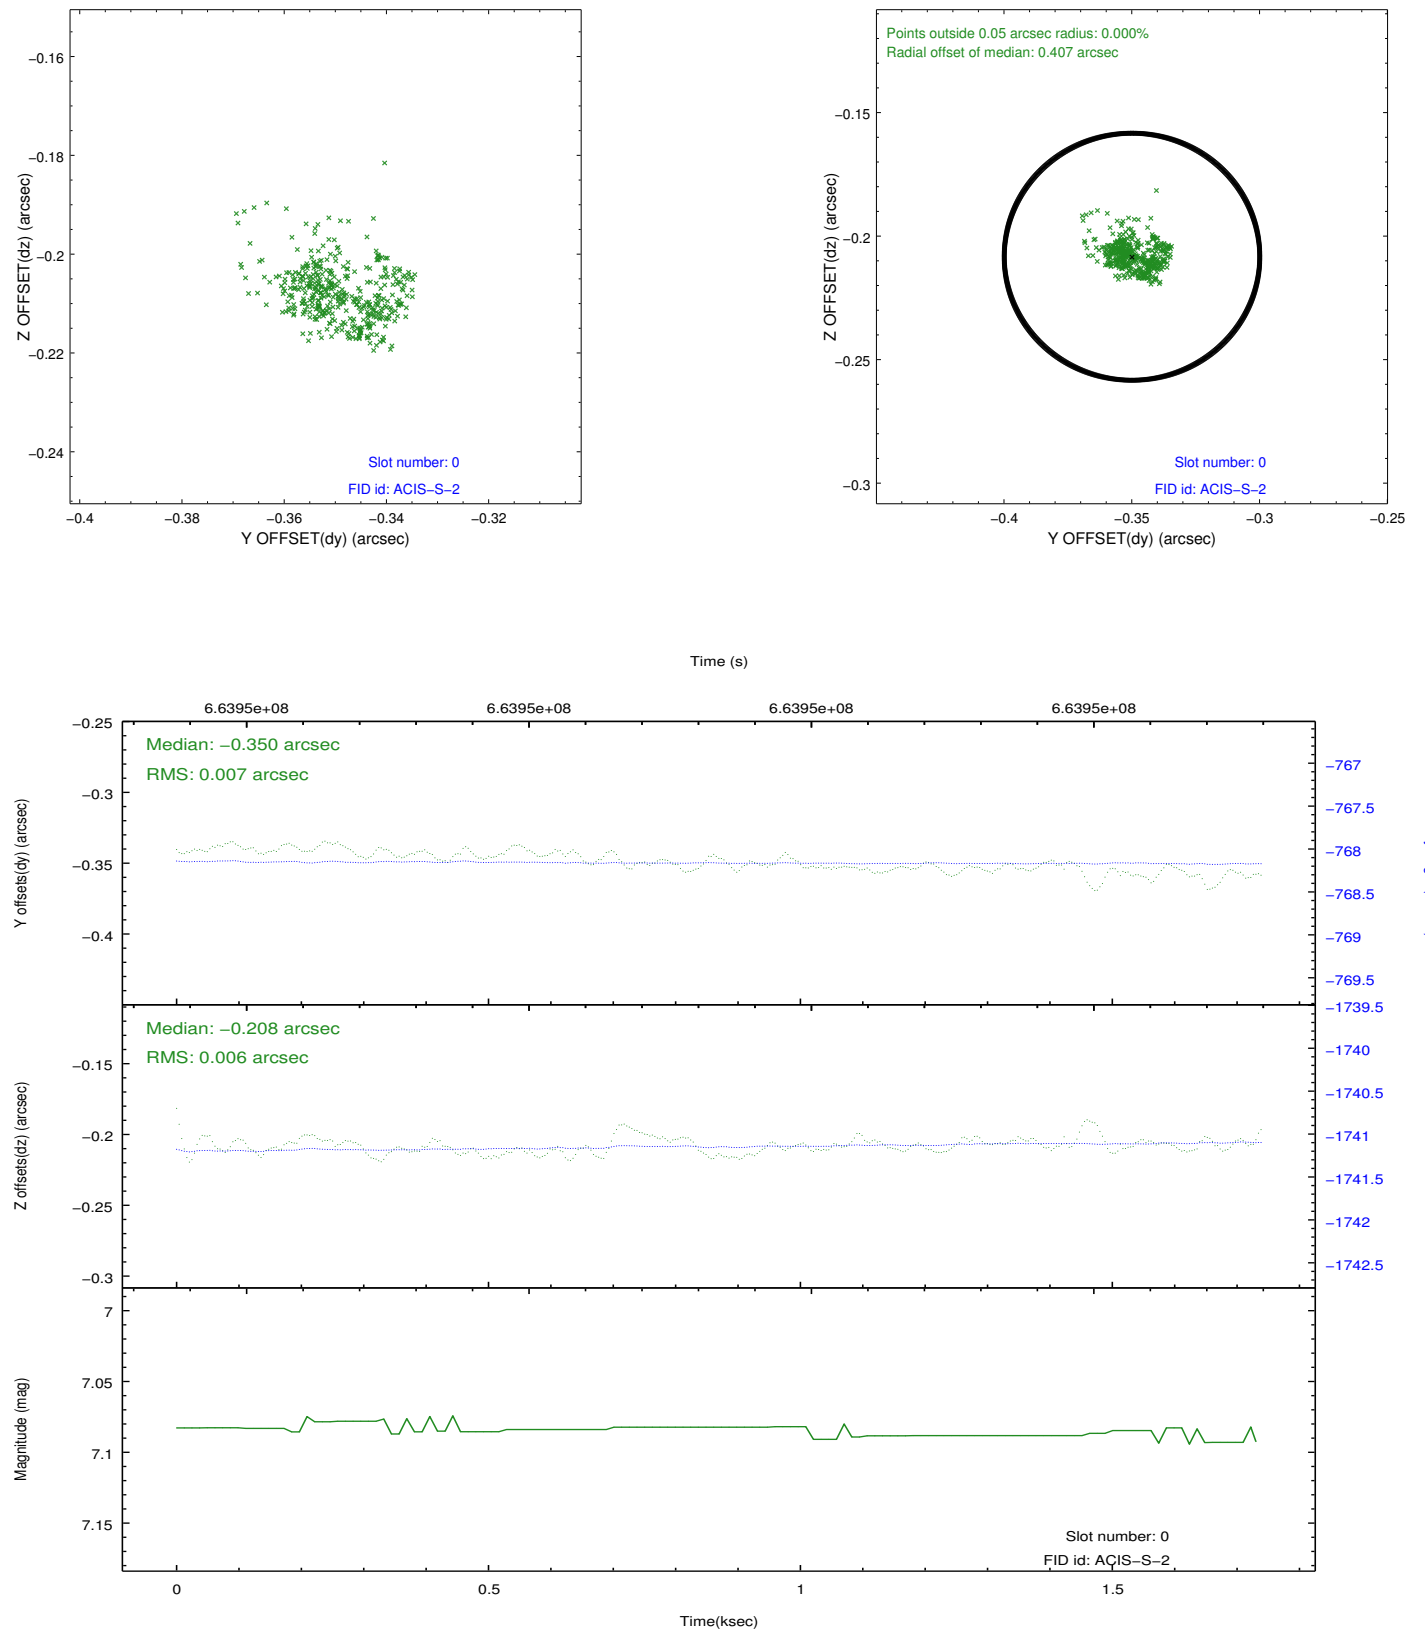 −0.16
−0.18
−0.2
−0.22
−0.24
Z OFFSET(dz) (arcsec)
Slot number: 0
FID id: ACIS−S−2
−0.4
−0.38
−0.36
−0.34
−0.32
Y OFFSET(dy) (arcsec)
Points outside 0.05 arcsec radius: 0.000%
Radial offset of median: 0.407 arcsec
−0.15
−0.2
−0.25
−0.3
Z OFFSET(dz) (arcsec)
Slot number: 0
FID id: ACIS−S−2
−0.4
−0.35
−0.3
−0.25
Y OFFSET(dy) (arcsec)
Time (s)
6.6395e+08
6.6395e+08
6.6395e+08
6.6395e+08
Median: −0.350 arcsec
RMS: 0.007 arcsec
−0.25
−0.3
−0.35
−0.4
Y offsets(dy) (arcsec)
−767
−767.5
−768
−768.5
−769
−769.5
Median: −0.208 arcsec
RMS: 0.006 arcsec
−0.15
−0.2
−0.25
−0.3
Z offsets(dz) (arcsec)
−1739.5
−1740
−1740.5
−1741
−1741.5
−1742
−1742.5
7
7.05
7.1
7.15
Magnitude (mag)
Slot number: 0
FID id: ACIS−S−2
0
0.5
1
1.5
Time(ksec)